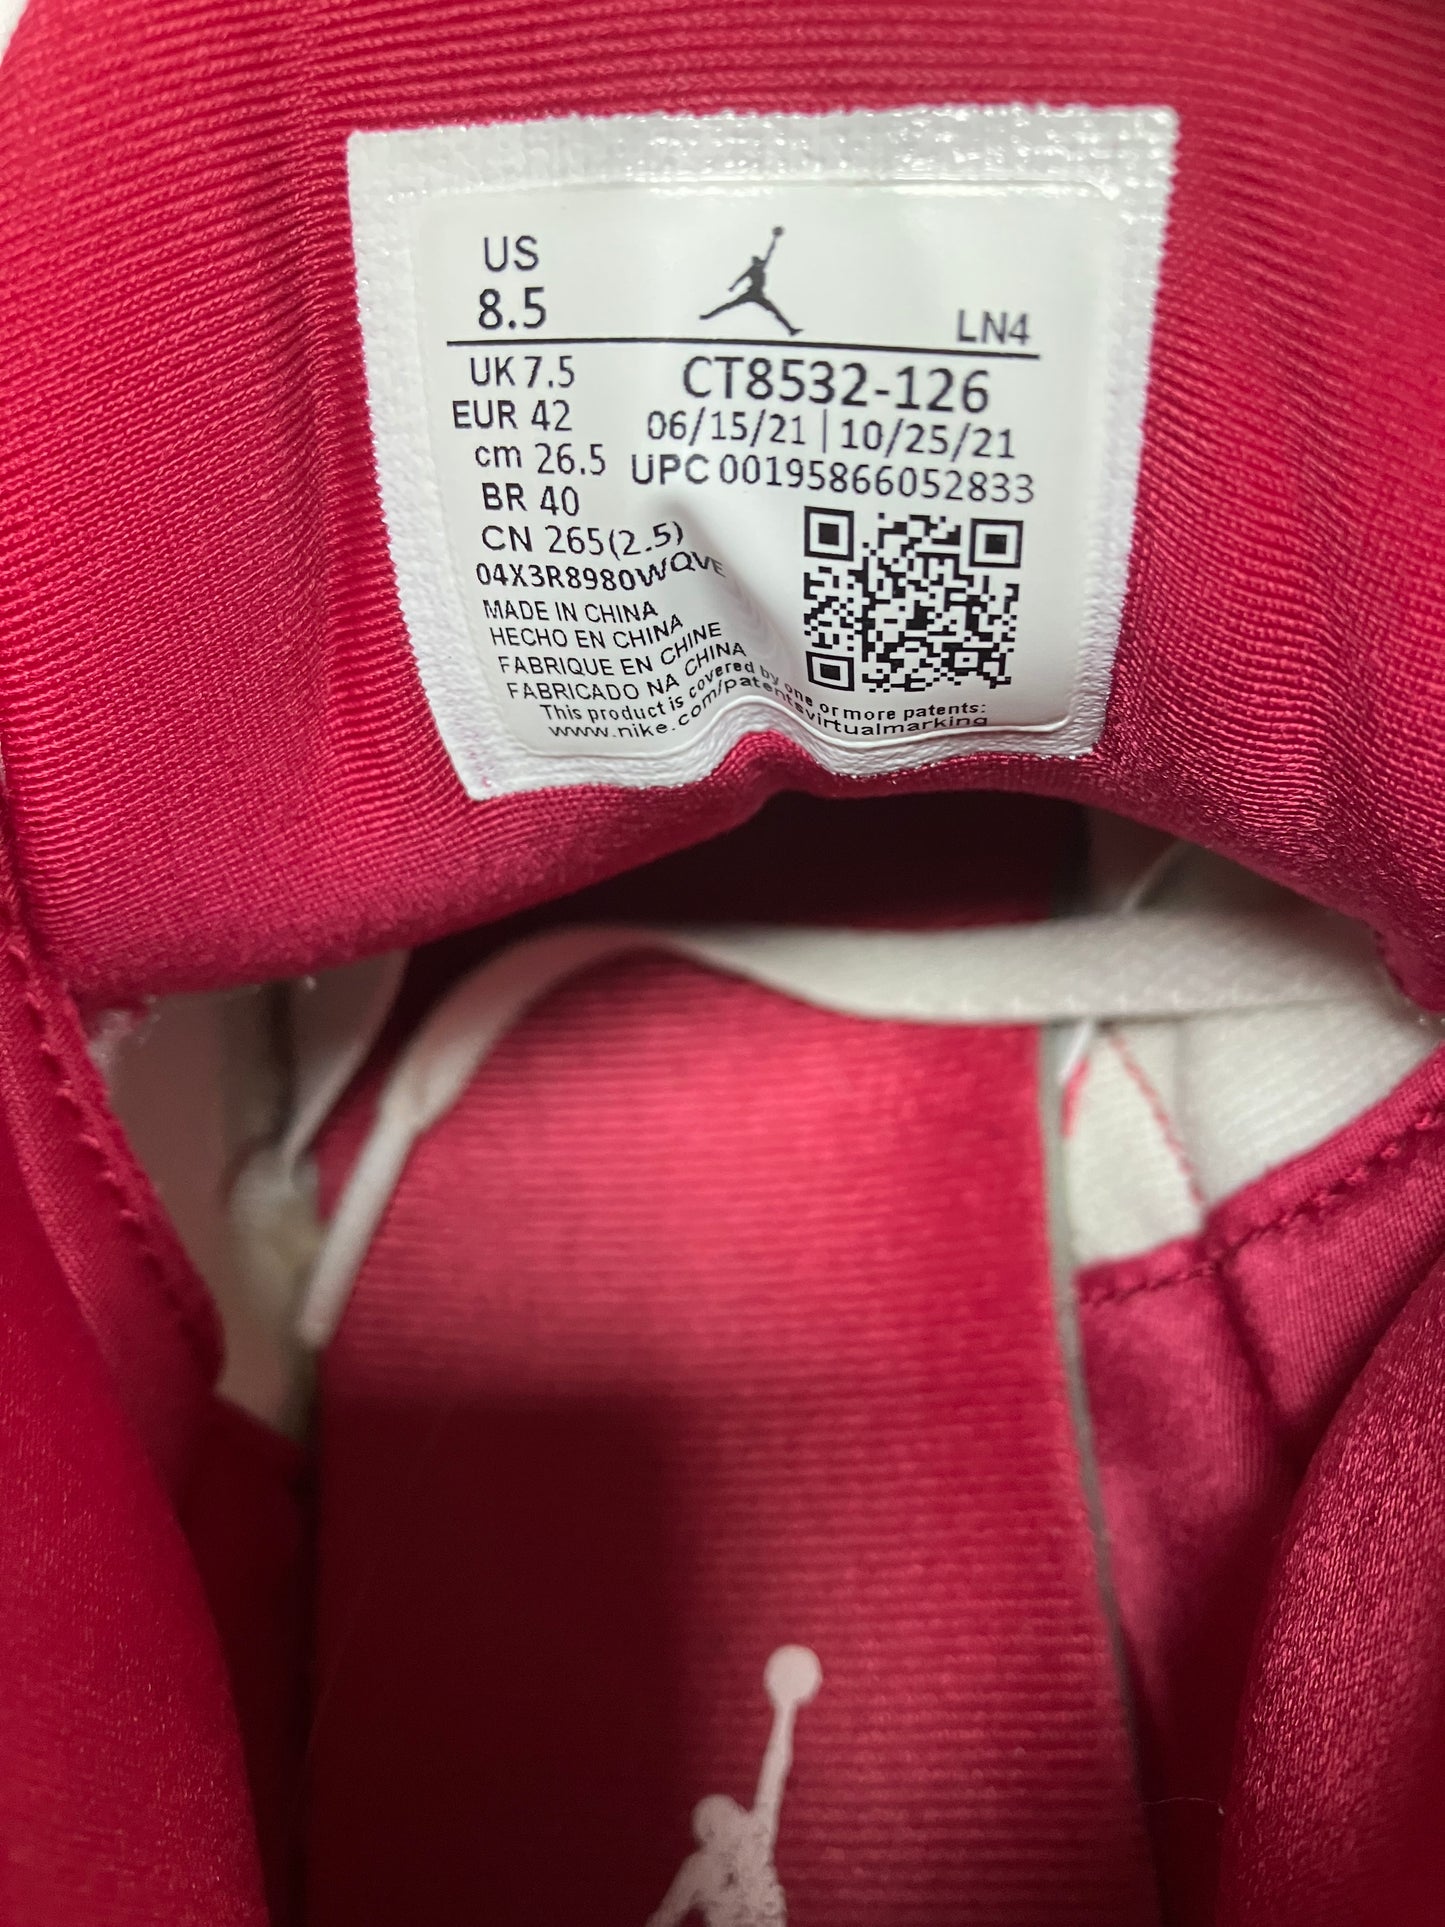 US
8.5
LN4
UK 7.5
CT8532-126
EUR 42
06/15/21 | 10/25/21
cm 26.5
UPC 00195866052833
BR 40
CN 265(2.5)
04X3R8980WQVE
MADE IN CHINA
HECHO EN CHINA
FABRIQUE EN CHINE
FABRICADO NA CHINA
This product is covered by one or more patents:
www.nike.com/patentsvirtualmarking